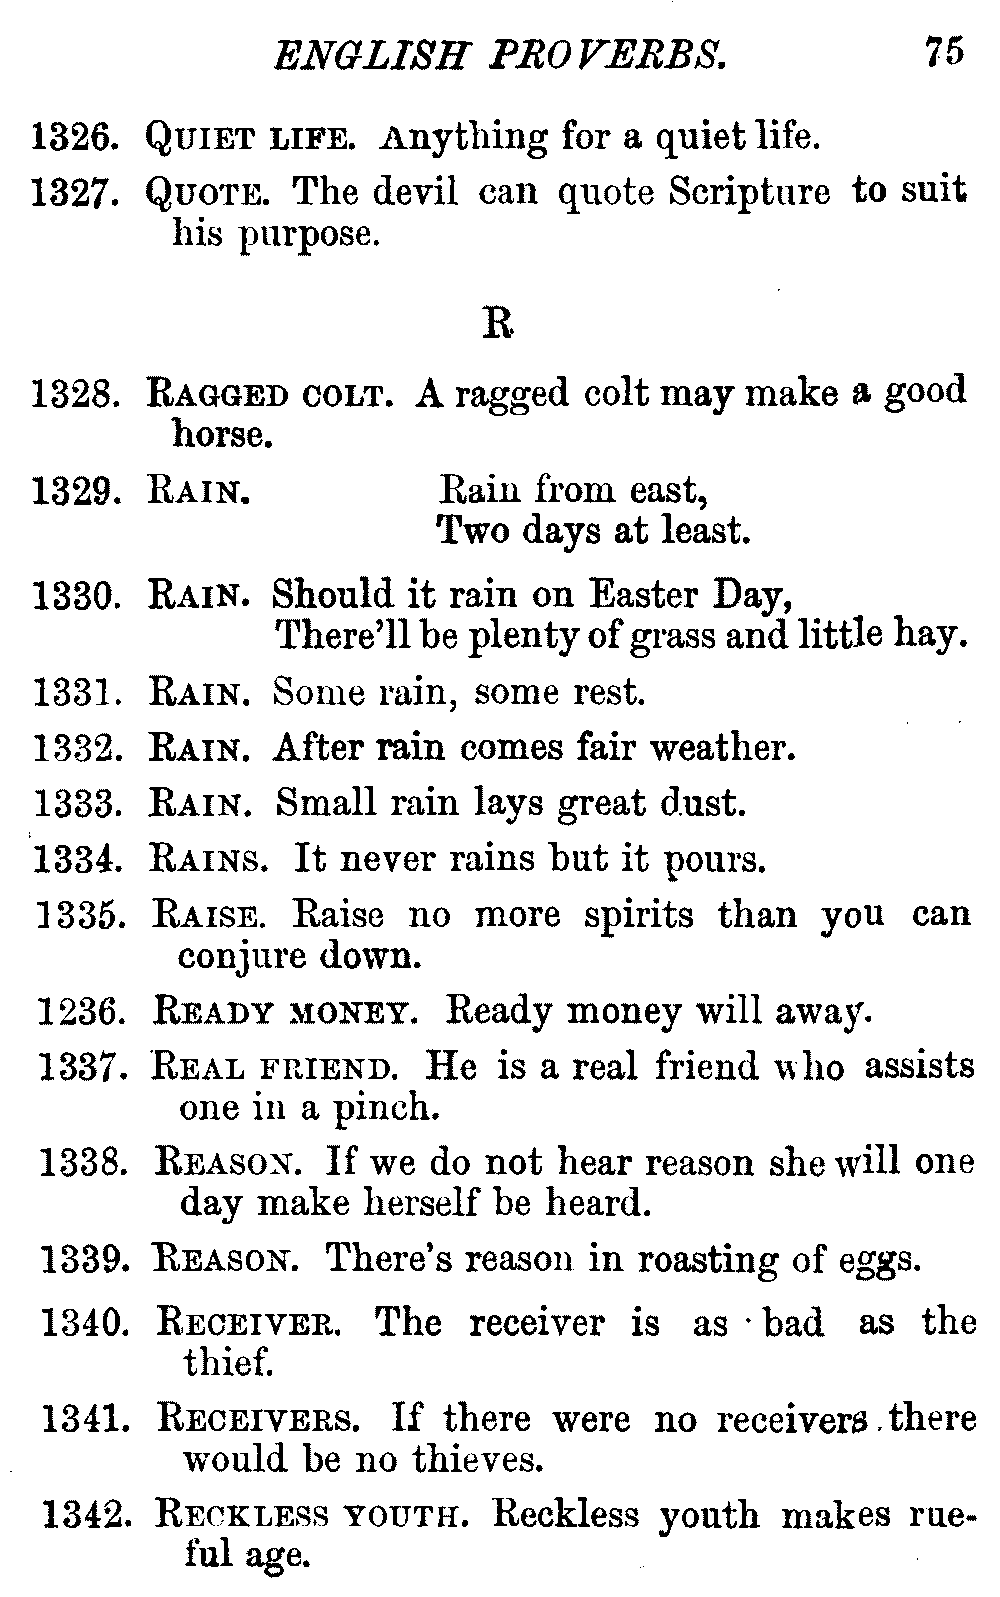 ENGLISH PROVERBS. 75
1326. QUIET LIFE. Anything for a quiet life.
1327. QUOTE. The devil can quote Scripture to suit
his purpose.
R
1328. RAGGED COLT. A ragged colt may make a good
horse.
1329. RAIN. Rain from east,
Two days at least.
1330. RAIN. Should it rain on Easter Day,
There'll be plenty of grass and little hay.
1331. RAIN. Some rain, some rest.
1332. RAIN. After rain comes fair weather.
1333. RAIN. Small rain lays great dust.
1334. RAINS. It never rains but it pours.
1335. RAISE. Raise no more spirits than you can
conjure down.
1236. READY MONEY. Ready money will away.
1337. REAL FRIEND. He is a real friend who assists
one in a pinch.
1338. REASON. If we do not hear reason she will one
day make herself be heard.
1339. REASON. There's reason in roasting of eggs.
1340. RECEIVER. The receiver is as bad as the
thief.
1341. RECEIVERS. If there were no receivers there
would be no thieves.
1342. RECKLESS YOUTH. Reckless youth makes rue-
ful age.